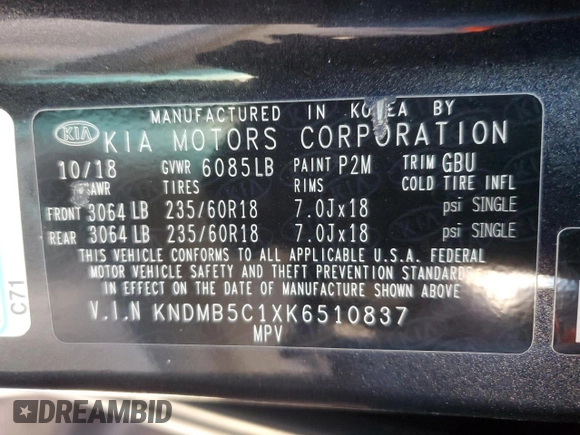 MANUFACTURED IN KOREA BY
KIA KIA MOTORS CORPORATION
10/18 GVWR 6085LB PAINT P2M TRIM GBU
GAWR TIRES RIMS COLD TIRE INFL
FRONT 3064 LB 235/60R18 7.0Jx18 psi SINGLE
REAR 3064 LB 235/60R18 7.0Jx18 psi SINGLE
THIS VEHICLE CONFORMS TO ALL APPLICABLE U.S.A. FEDERAL
MOTOR VEHICLE SAFETY AND THEFT PREVENTION STANDARDS
IN EFFECT ON THE DATE OF MANUFACTURE SHOWN ABOVE.
V.I.N KNDMB5C1XK6510837
MPV
C71
DREAMBID